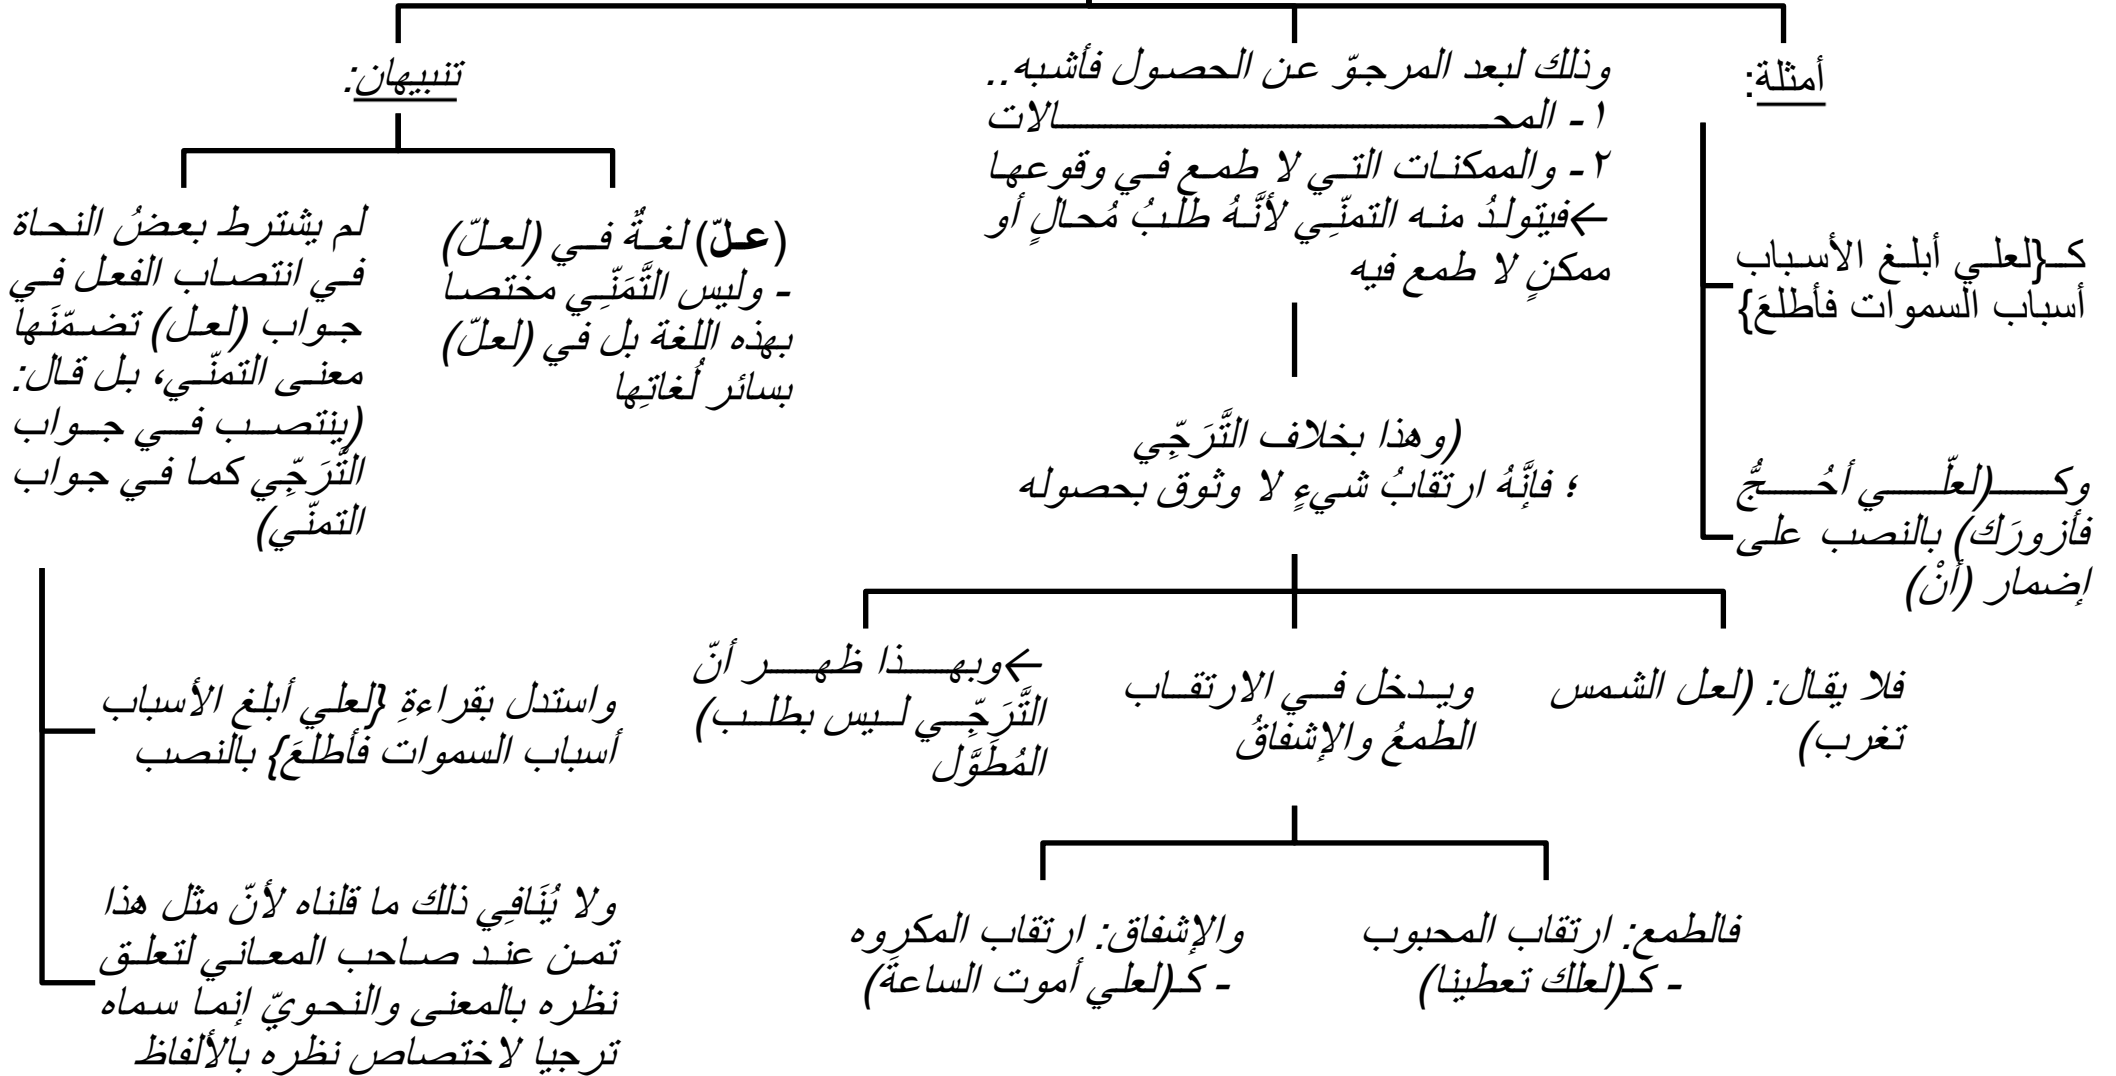 أمثلة:
كـ{لعلي أبلغ الأسباب
أسباب السموات فأطلعَ}
وكـ(لعلّي أحُجُّ
فأزورَك) بالنصب على
إضمار (أنْ)
وذلك لبعد المرجوّ عن الحصول فأشبه..
١- المحالات
٢- والممكنات التي لا طمع في وقوعها
←فيتولدُ منه التمنّي لأنَّهُ طلبُ مُحالٍ أو
ممكنٍ لا طمع فيه
(وهذا بخلاف التَّرَجِّي
؛ فإنَّهُ ارتقابُ شيءٍ لا وثوق بحصوله
فلا يقال: (لعل الشمس
تغرب)
ويدخل في الارتقاب
الطمعُ والإشفاقُ
فالطمع: ارتقاب المحبوب
- كـ(لعلك تعطينا)
والإشفاق: ارتقاب المكروه
- كـ(لعلي أموت الساعةَ)
←وبهذا ظهر أنّ
التَّرَجِّي ليس بطلب)
المُطَوَّل
تنبيهان:
(علّ) لغةٌ في (لعلّ)
- وليس التَّمَنّي مختصا
بهذه اللغة بل في (لعلّ)
بسائر لُغاتِها
لم يشترط بعضُ النحاة
في انتصاب الفعل في
جواب (لعل) تضمّنَها
معنى التمنّي، بل قال:
(ينتصب في جواب
التَّرَجِّي كما في جواب
التمنّي)
واستدل بقراءةِ {لعلي أبلغ الأسباب
أسباب السموات فأطلعَ} بالنصب
ولا يُنَافِي ذلك ما قلناه لأنّ مثل هذا
تمن عند صاحب المعاني لتعلق
نظره بالمعنى والنحويّ إنما سماه
ترجيا لاختصاص نظره بالألفاظ